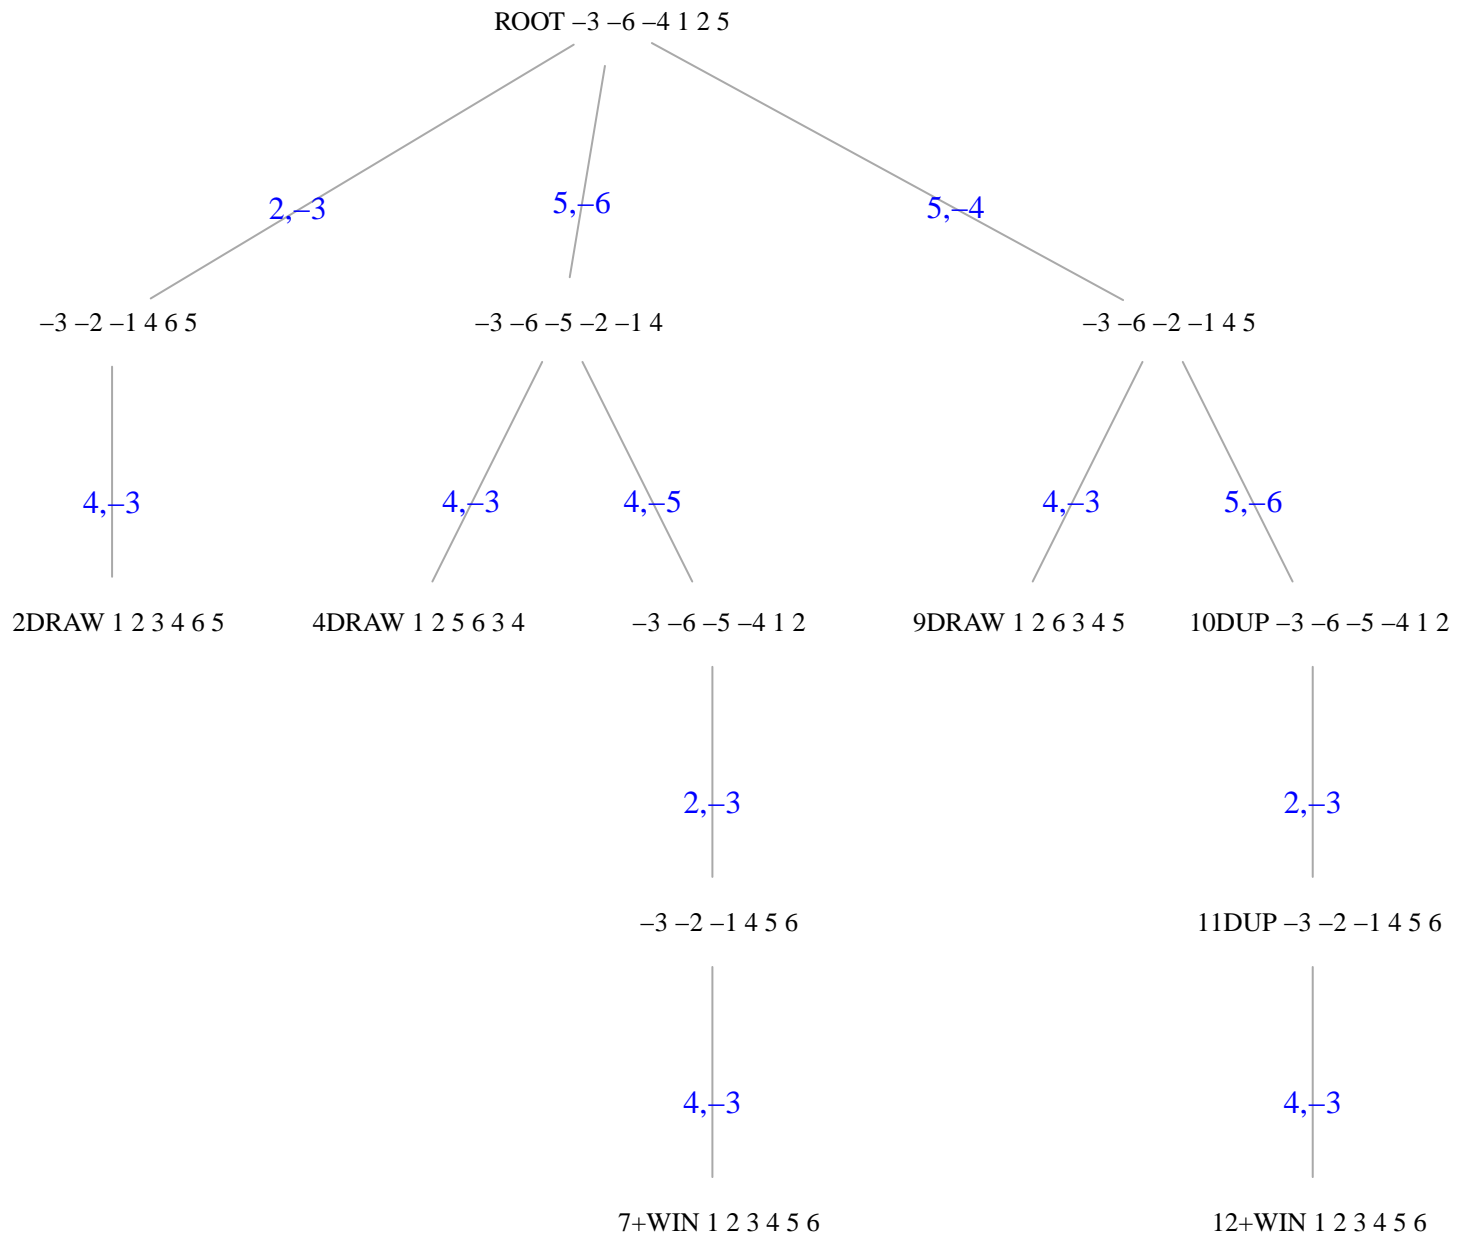 ROOT –3 –6 –4 1 2 5
2,–3
5,–6
5,–4
–3 –2 –1 4 6 5
–3 –6 –5 –2 –1 4
–3 –6 –2 –1 4 5
4,–3
4,–3
4,–5
4,–3
5,–6
2DRAW 1 2 3 4 6 5
4DRAW 1 2 5 6 3 4
–3 –6 –5 –4 1 2
9DRAW 1 2 6 3 4 5
10DUP –3 –6 –5 –4 1 2
2,–3
2,–3
–3 –2 –1 4 5 6
11DUP –3 –2 –1 4 5 6
4,–3
4,–3
7+WIN 1 2 3 4 5 6
12+WIN 1 2 3 4 5 6